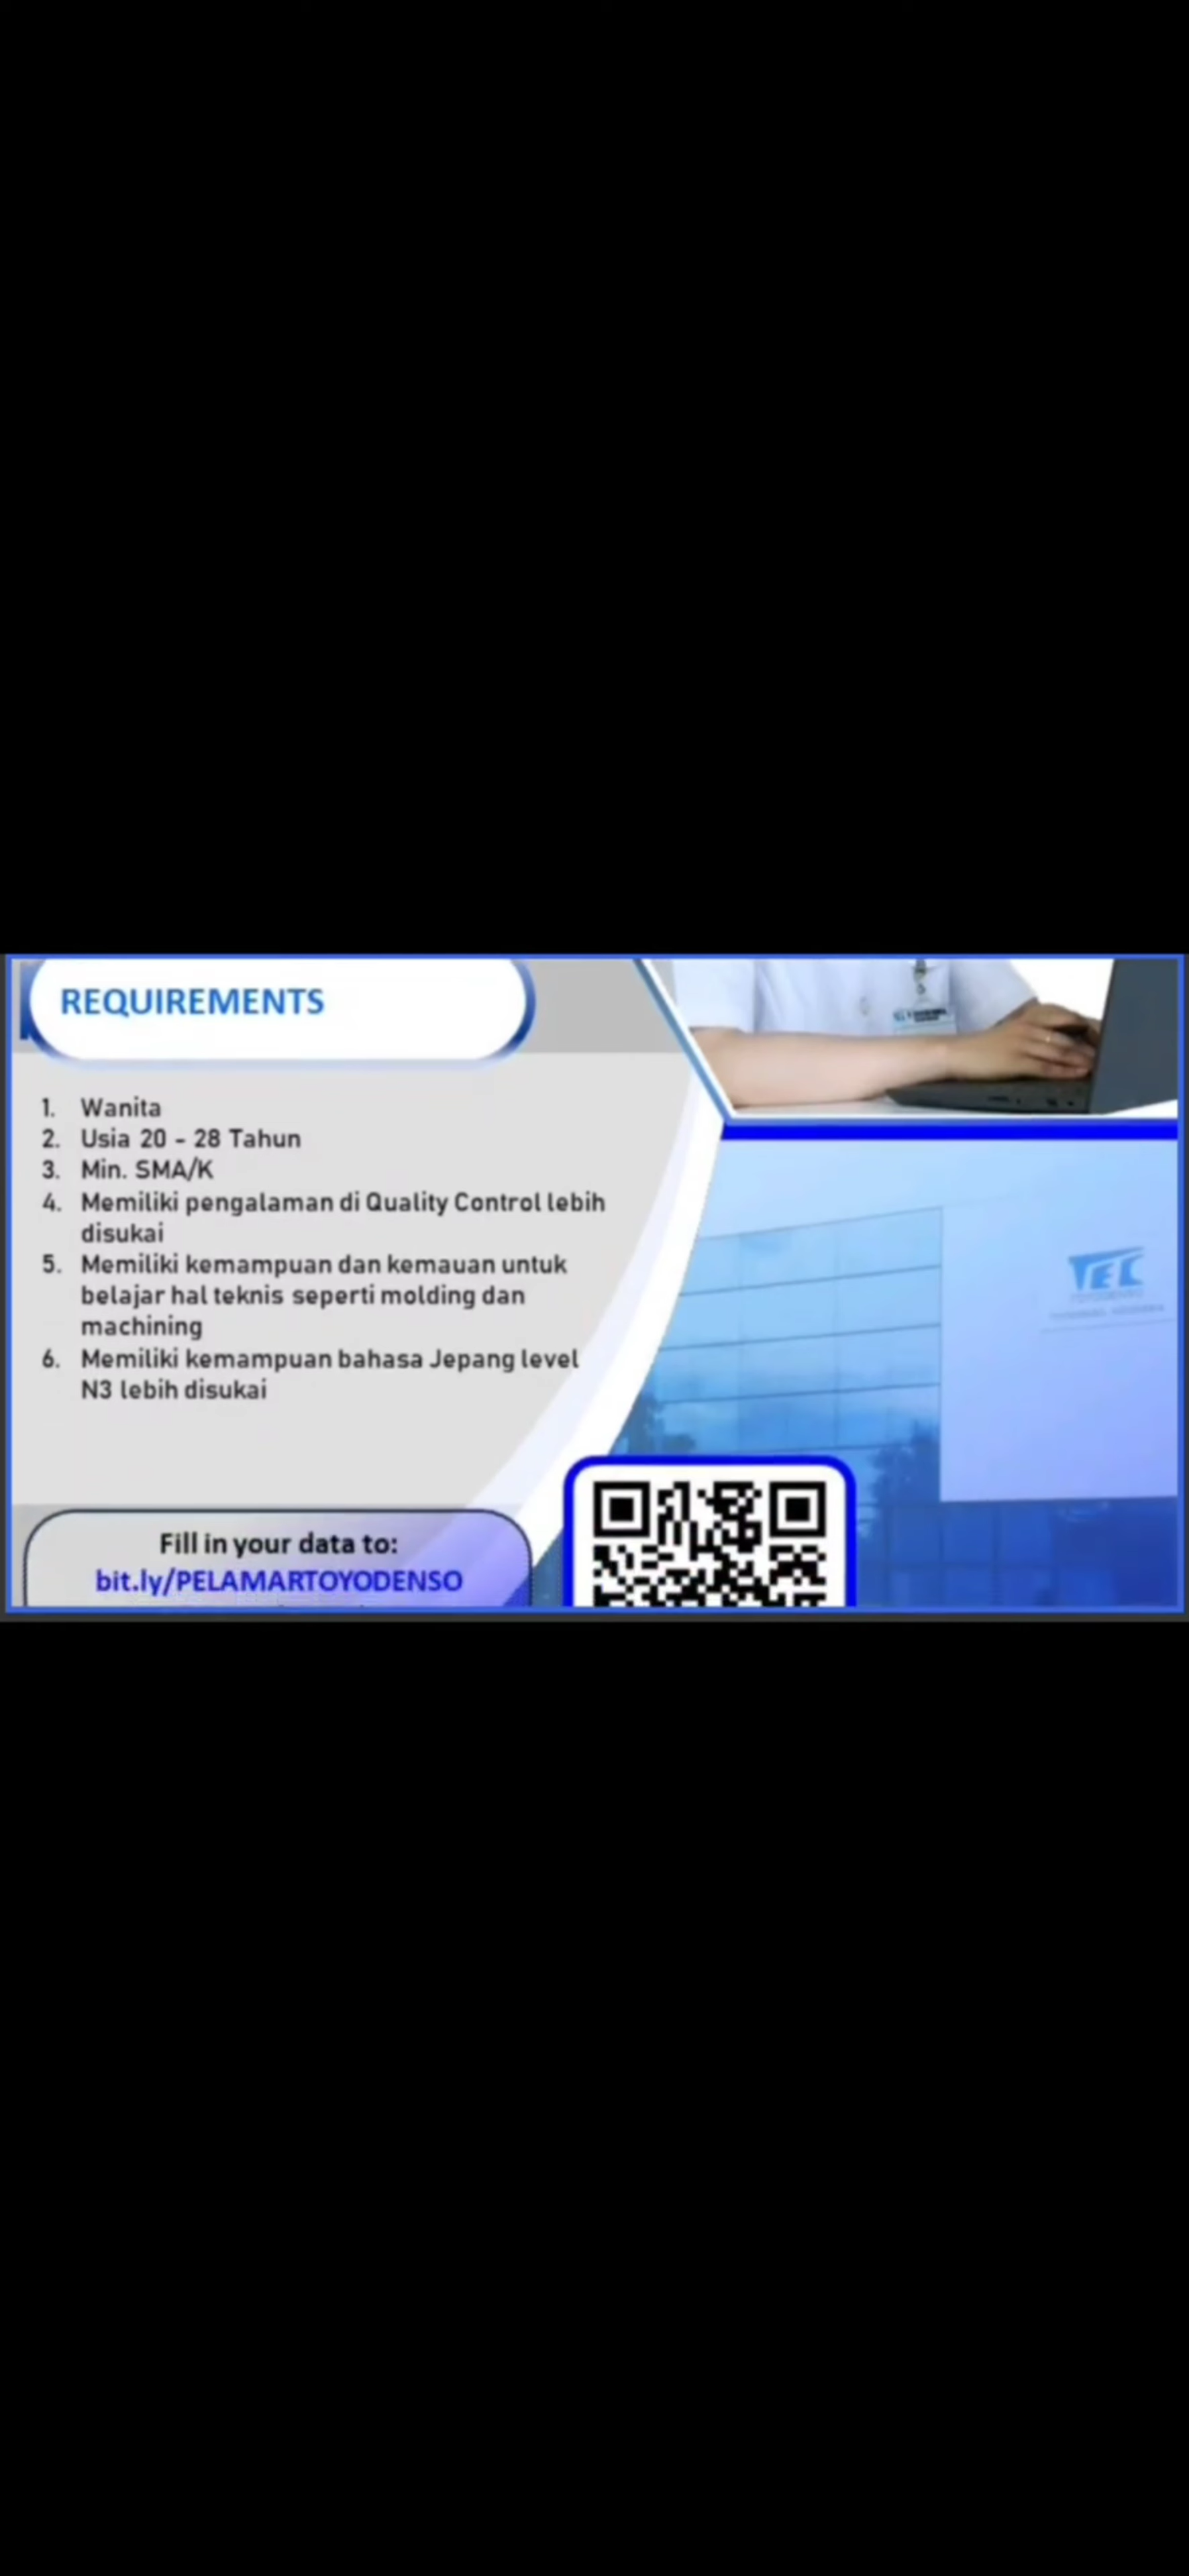 REQUIREMENTS
1. Wanita
2. Usia 20 - 28 Tahun
3. Min. SMA/K
4. Memiliki pengalaman di Quality Control lebih
disukai
5. Memiliki kemampuan dan kemauan untuk
belajar hal teknis seperti molding dan
machining
6. Memiliki kemampuan bahasa Jepang level
N3 lebih disukai
TEC
Fill in your data to:
bit.ly/PELAMARTOYODENSO